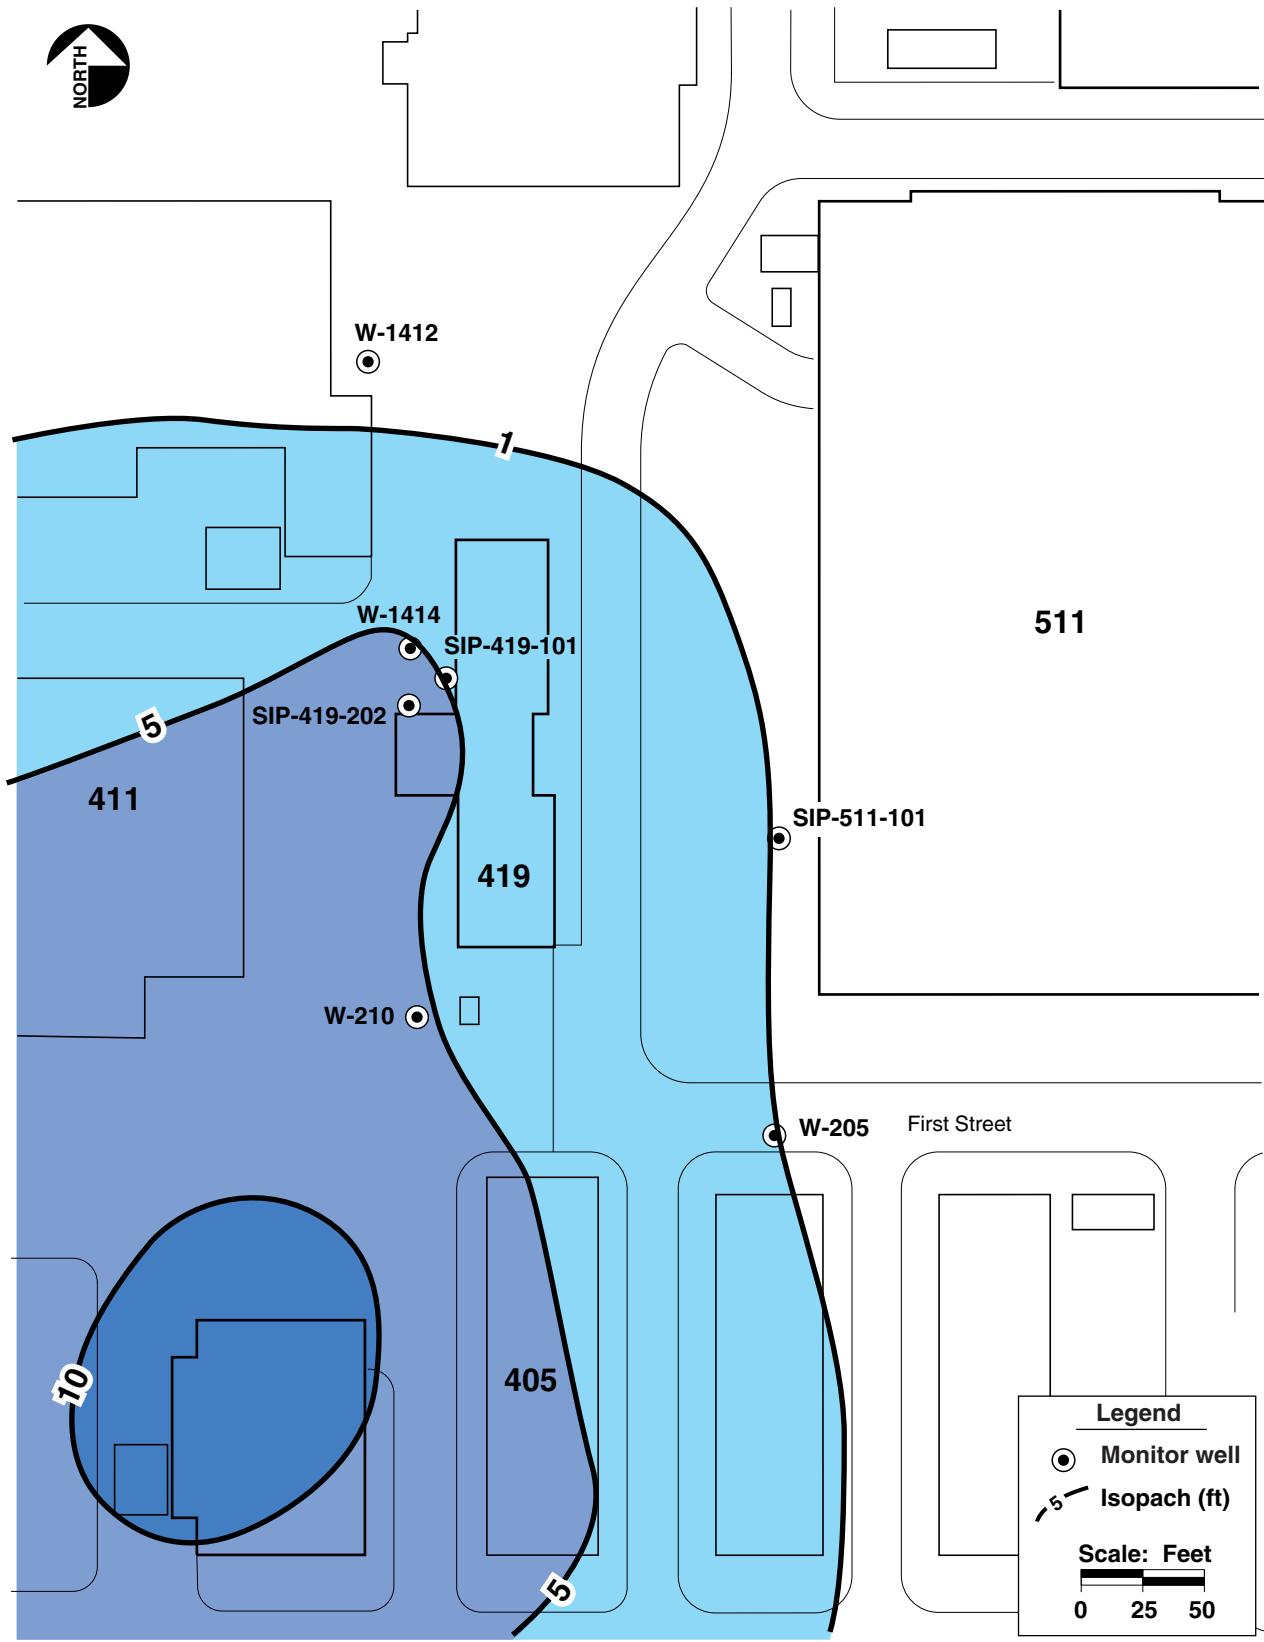 NORTH
W-1412
1
W-1414
SIP-419-101
511
SIP-419-202
5
411
SIP-511-101
419
W-210
W-205
First Street
10
405
5
Legend
Monitor well
5
Isopach (ft)
Scale: Feet
0 25 50